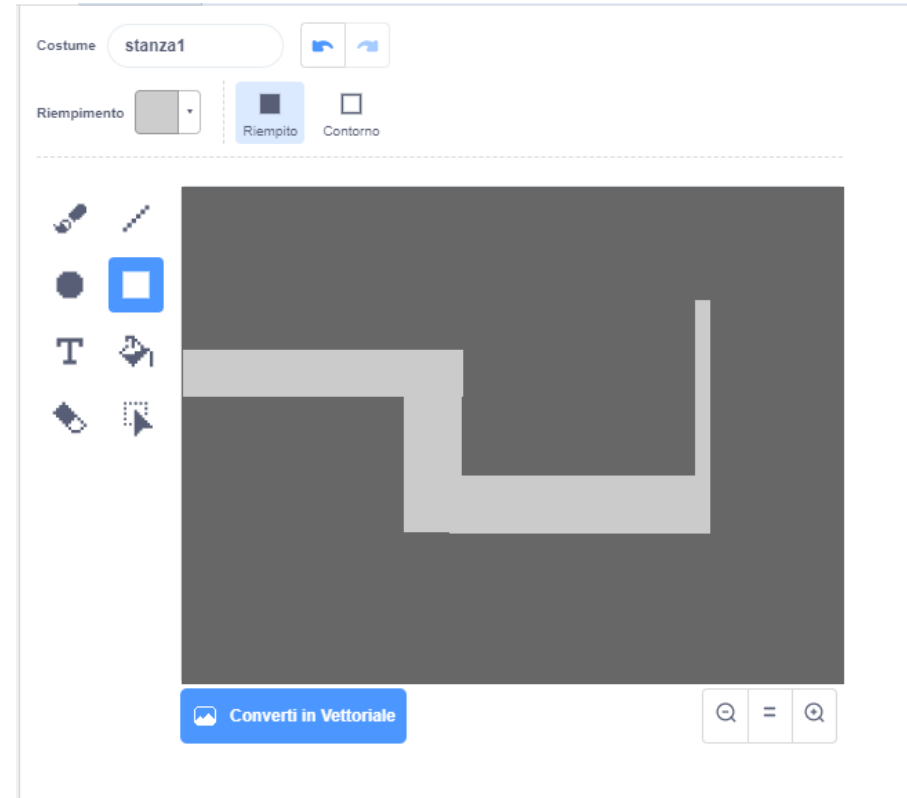 Costume stanza1
Riempimento
Riempito Contorno
T
Converti in Vettoriale